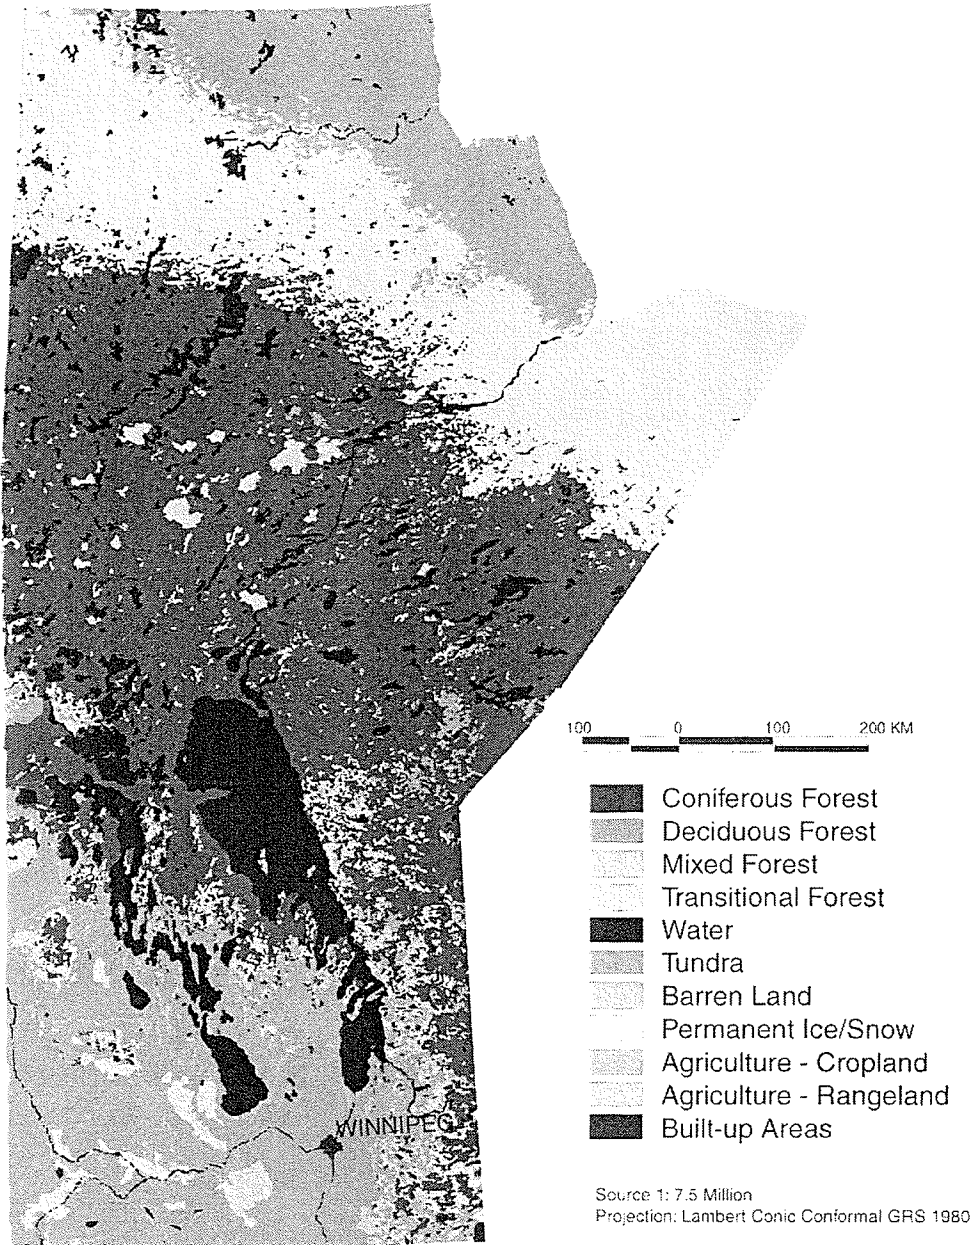 100 0 100 200 KM
Coniferous Forest
Deciduous Forest
Mixed Forest
Transitional Forest
Water
Tundra
Barren Land
Permanent Ice/Snow
Agriculture - Cropland
Agriculture - Rangeland
Built-up Areas
WINNIPEG
Source 1: 7.5 Million
Projection: Lambert Conic Conformal GRS 1980